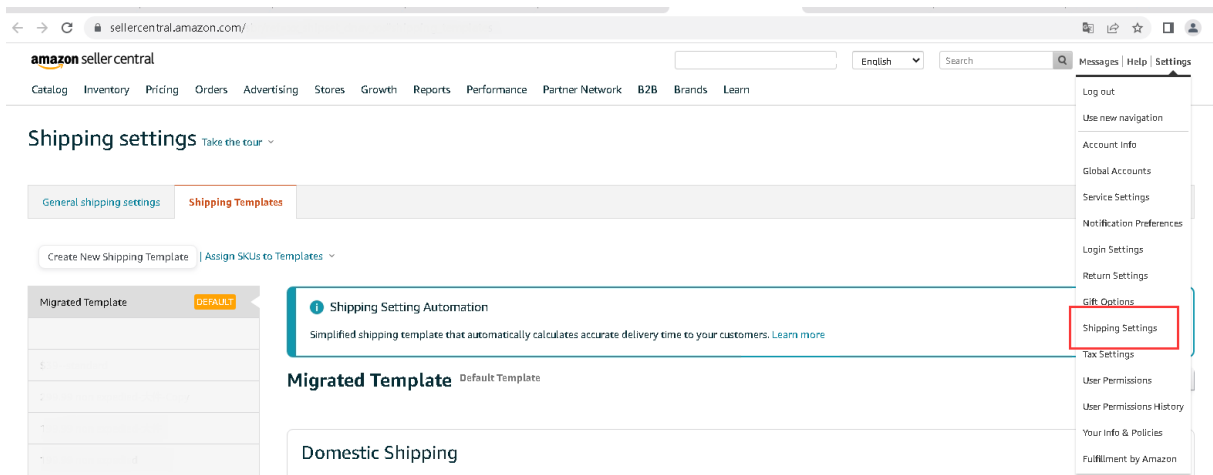 sellercentral.amazon.com/
amazon seller central
English
Search
Messages | Help | Settings
Catalog Inventory Pricing Orders Advertising Stores Growth Reports Performance Partner Network B2B Brands Learn
Log out
Use new navigation
Account Info
Global Accounts
Service Settings
Notification Preferences
Login Settings
Return Settings
Gift Options
Shipping Settings
Tax Settings
User Permissions
User Permissions History
Your Info & Policies
Fulfillment by Amazon
Shipping settings Take the tour
General shipping settings Shipping Templates
Create New Shipping Template | Assign SKUs to Templates
Migrated Template DEFAULT
Shipping Setting Automation
Simplified shipping template that automatically calculates accurate delivery time to your customers. Learn more
Migrated Template Default Template
Domestic Shipping